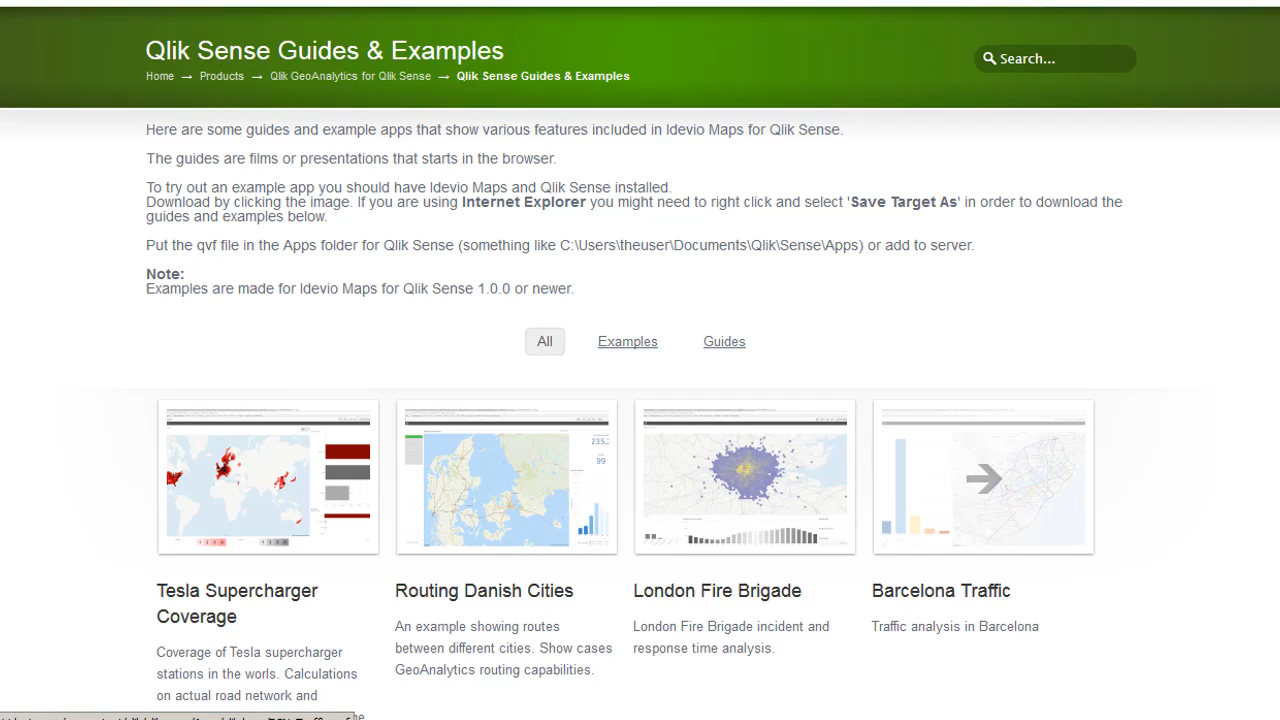 Qlik Sense Guides & Examples
Home → Products → Qlik GeoAnalytics for Qlik Sense → Qlik Sense Guides & Examples
Search...
Here are some guides and example apps that show various features included in Idevio Maps for Qlik Sense.
The guides are films or presentations that starts in the browser.
To try out an example app you should have Idevio Maps and Qlik Sense installed.
Download by clicking the image. If you are using Internet Explorer you might need to right click and select 'Save Target As' in order to download the
guides and examples below.
Put the qvf file in the Apps folder for Qlik Sense (something like C:\Users\theuser\Documents\Qlik\Sense\Apps) or add to server.
Note:
Examples are made for Idevio Maps for Qlik Sense 1.0.0 or newer.
All Examples Guides
235,
99
Tesla Supercharger
Coverage
Coverage of Tesla supercharger
stations in the worls. Calculations
on actual road network and
Routing Danish Cities
An example showing routes
between different cities. Show cases
GeoAnalytics routing capabilities.
London Fire Brigade
London Fire Brigade incident and
response time analysis.
Barcelona Traffic
Traffic analysis in Barcelona